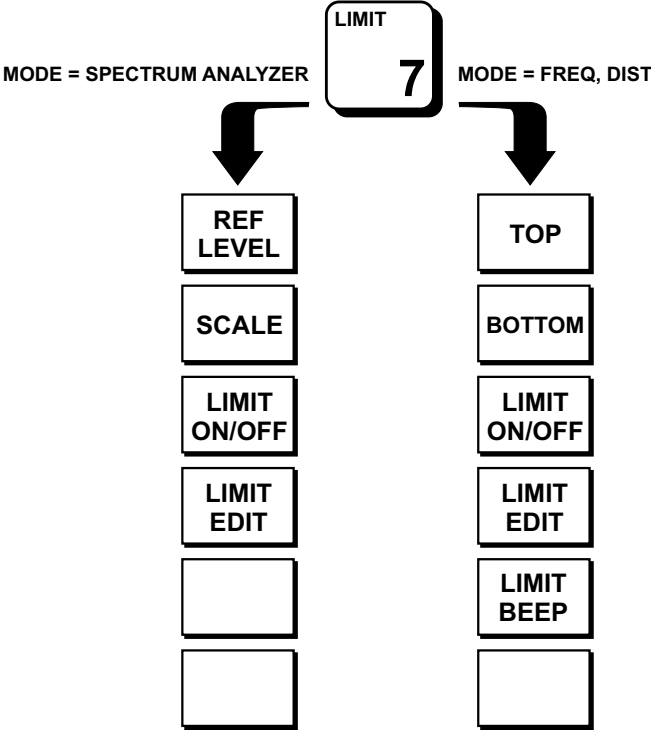 LIMIT
7
MODE = SPECTRUM ANALYZER
MODE = FREQ, DIST
REF
LEVEL
SCALE
LIMIT
ON/OFF
LIMIT
EDIT
TOP
BOTTOM
LIMIT
ON/OFF
LIMIT
EDIT
LIMIT
BEEP